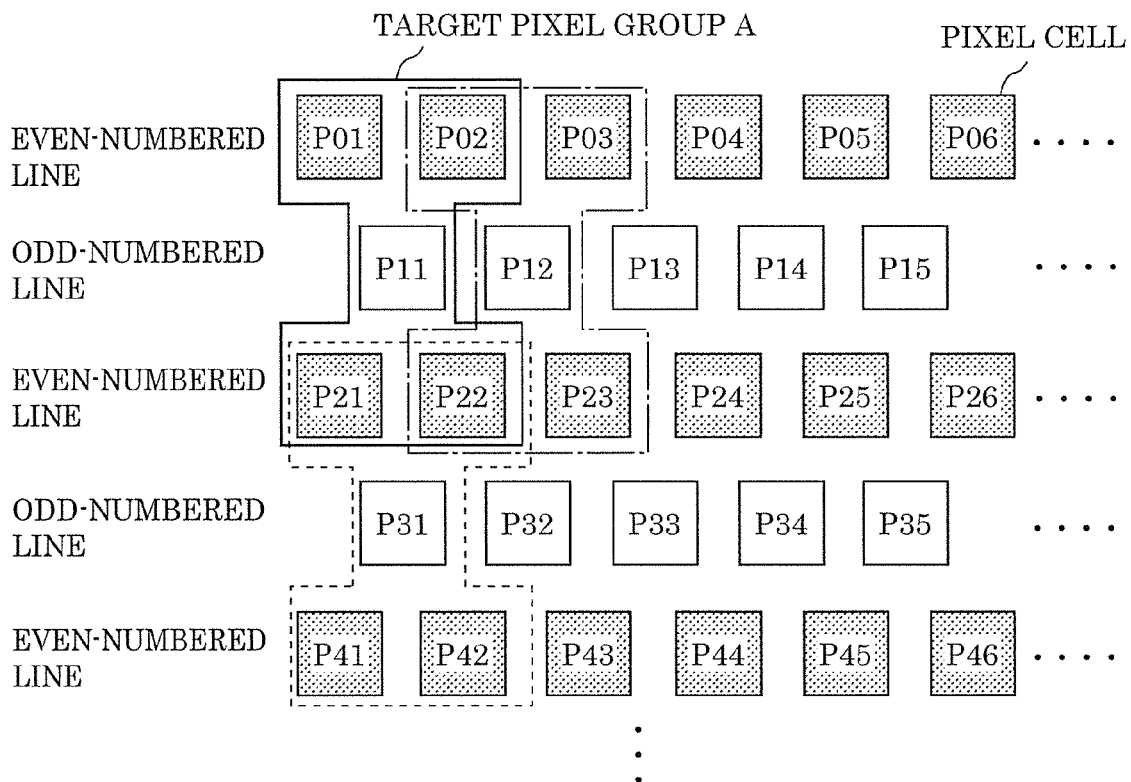 TARGET PIXEL GROUP A
PIXEL CELL
EVEN-NUMBERED LINE P01 P02 P03 P04 P05 P06 ....
ODD-NUMBERED LINE P11 P12 P13 P14 P15 ....
EVEN-NUMBERED LINE P21 P22 P23 P24 P25 P26 ....
ODD-NUMBERED LINE P31 P32 P33 P34 P35 ....
EVEN-NUMBERED LINE P41 P42 P43 P44 P45 P46 ....